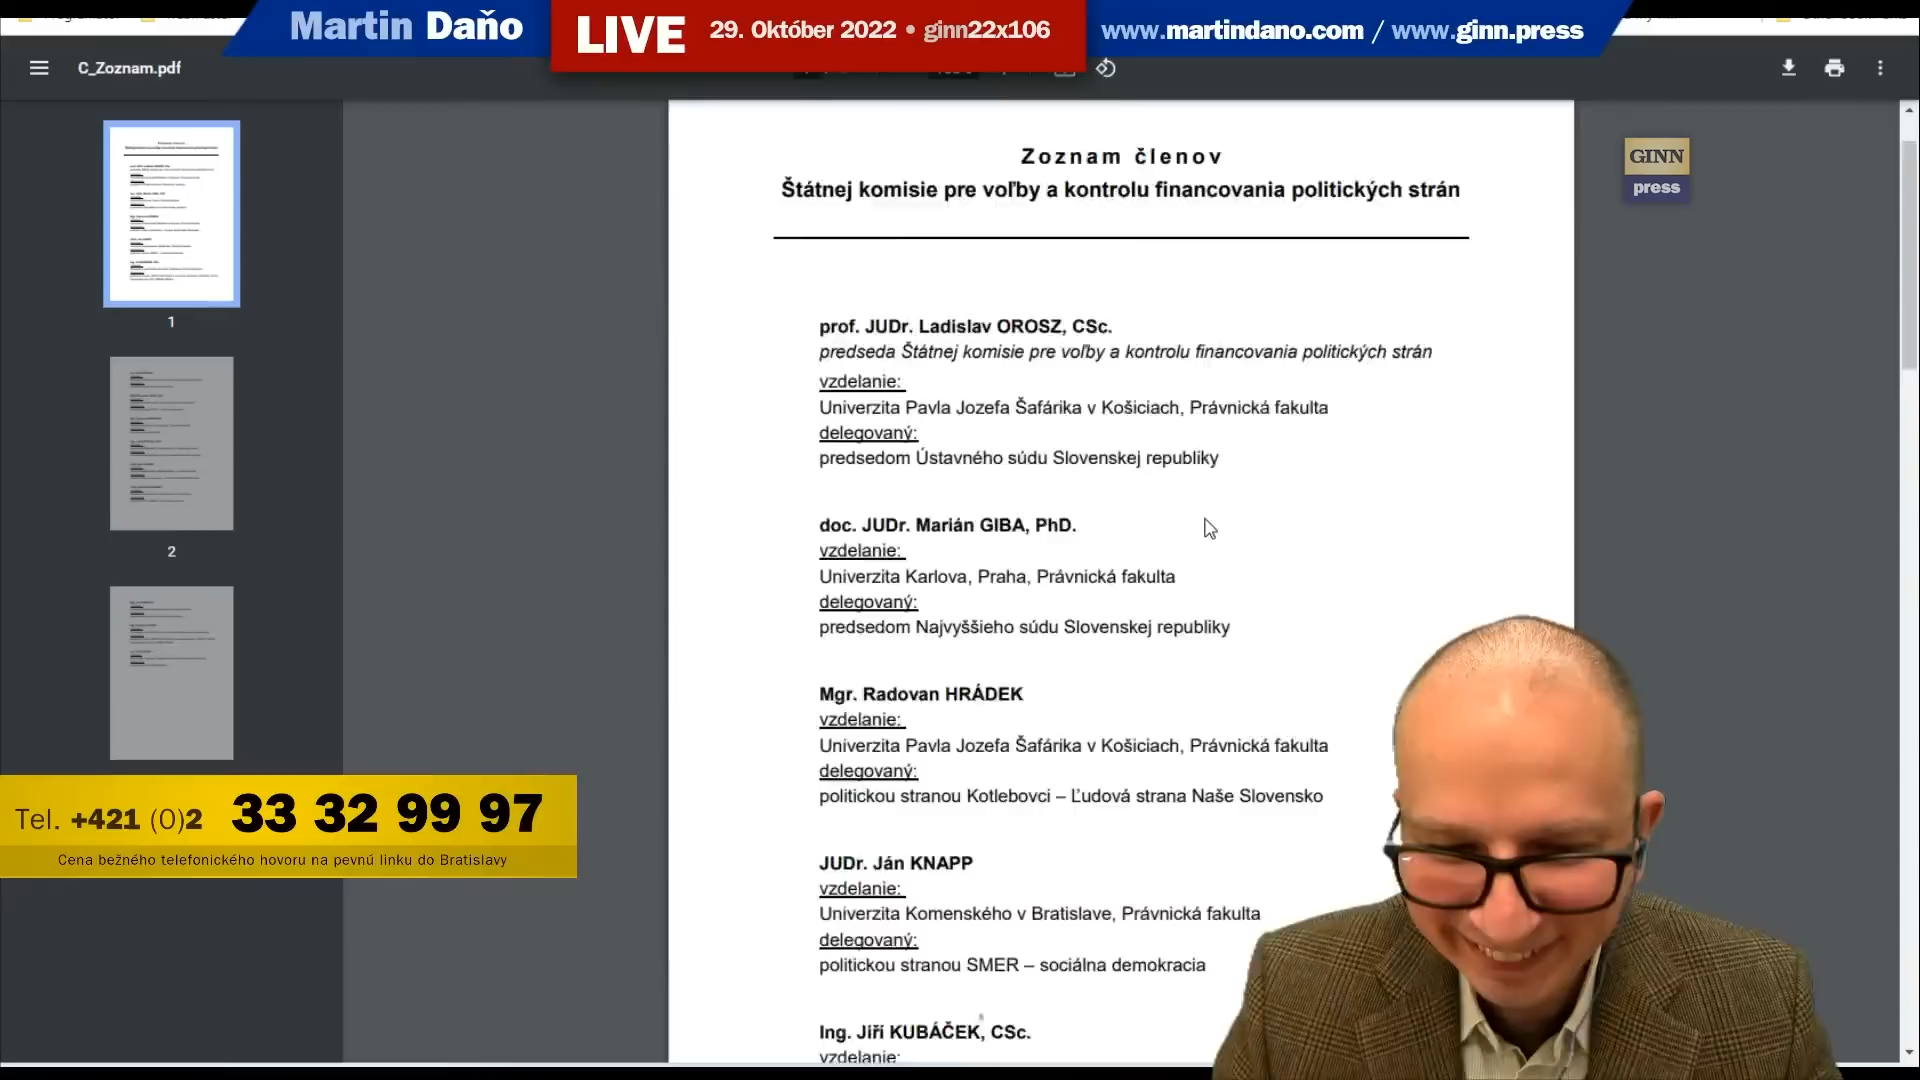 Martin Daňo
LIVE
29. Október 2022 • ginn22x106
www.martindano.com / www.ginn.press
C_Zoznam.pdf
1
2
GINN
press
Zoznam členov
Štátnej komisie pre voľby a kontrolu financovania politických strán
prof. JUDr. Ladislav OROSZ, CSc.
predseda Štátnej komisie pre voľby a kontrolu financovania politických strán
vzdelanie:
Univerzita Pavla Jozefa Šafárika v Košiciach, Právnická fakulta
delegovaný:
predsedom Ústavného súdu Slovenskej republiky
doc. JUDr. Marián GIBA, PhD.
vzdelanie:
Univerzita Karlova, Praha, Právnická fakulta
delegovaný:
predsedom Najvyššieho súdu Slovenskej republiky
Mgr. Radovan HRÁDEK
vzdelanie:
Univerzita Pavla Jozefa Šafárika v Košiciach, Právnická fakulta
delegovaný:
politickou stranou Kotlebovci – Ľudová strana Naše Slovensko
JUDr. Ján KNAPP
vzdelanie:
Univerzita Komenského v Bratislave, Právnická fakulta
delegovaný:
politickou stranou SMER – sociálna demokracia
Ing. Jiří KUBÁČEK, CSc.
vzdelanie:
Tel. +421 (0)2 33 32 99 97
Cena bežného telefonického hovoru na pevnú linku do Bratislavy